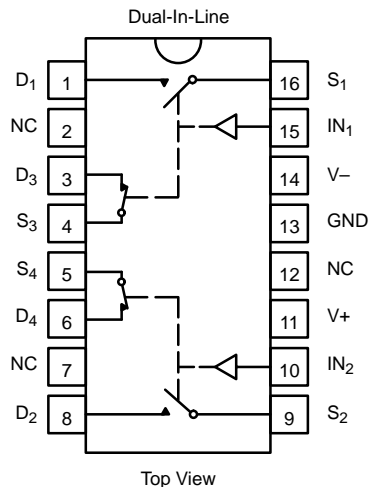 Dual-In-Line
D1 1 16 S1
NC 2 15 IN1
D3 3 14 V–
S3 4 13 GND
S4 5 12 NC
D4 6 11 V+
NC 7 10 IN2
D2 8 9 S2
Top View